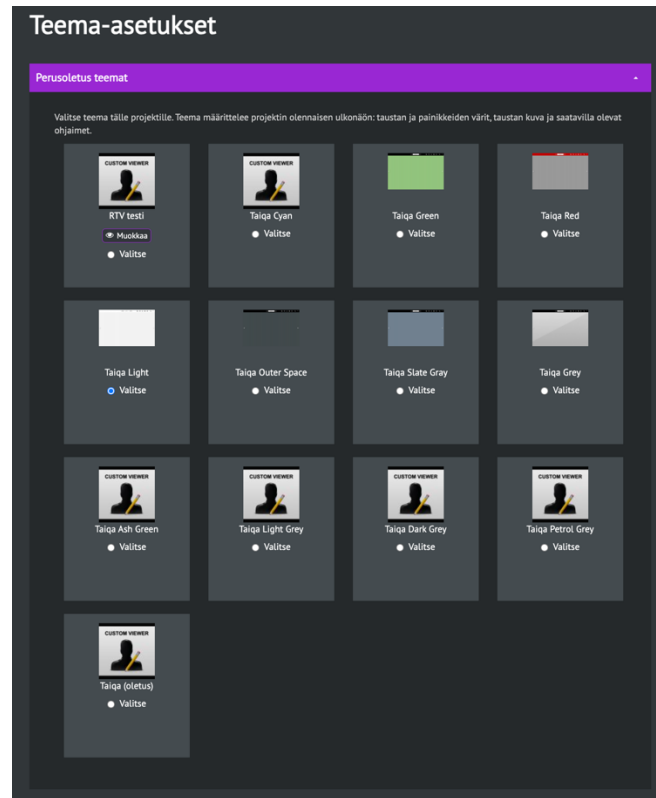 Teema-asetukset
Perusoletus teemat
Valitse teema tälle projektille. Teema määrittelee projektin olennaisen ulkonäön: taustan ja painikkeiden värit, taustan kuva ja saatavilla olevat
ohjaimet.
CUSTOM VIEWER
RTV testi
Muokkaa
Valitse
CUSTOM VIEWER
Taiqa Cyan
Valitse
Taiqa Green
Valitse
Taiqa Red
Valitse
Taiqa Light
Valitse
Taiqa Outer Space
Valitse
Taiqa Slate Gray
Valitse
Taiqa Grey
Valitse
CUSTOM VIEWER
Taiqa Ash Green
Valitse
CUSTOM VIEWER
Taiqa Light Grey
Valitse
CUSTOM VIEWER
Taiqa Dark Grey
Valitse
CUSTOM VIEWER
Taiqa Petrol Grey
Valitse
CUSTOM VIEWER
Taiqa (oletus)
Valitse